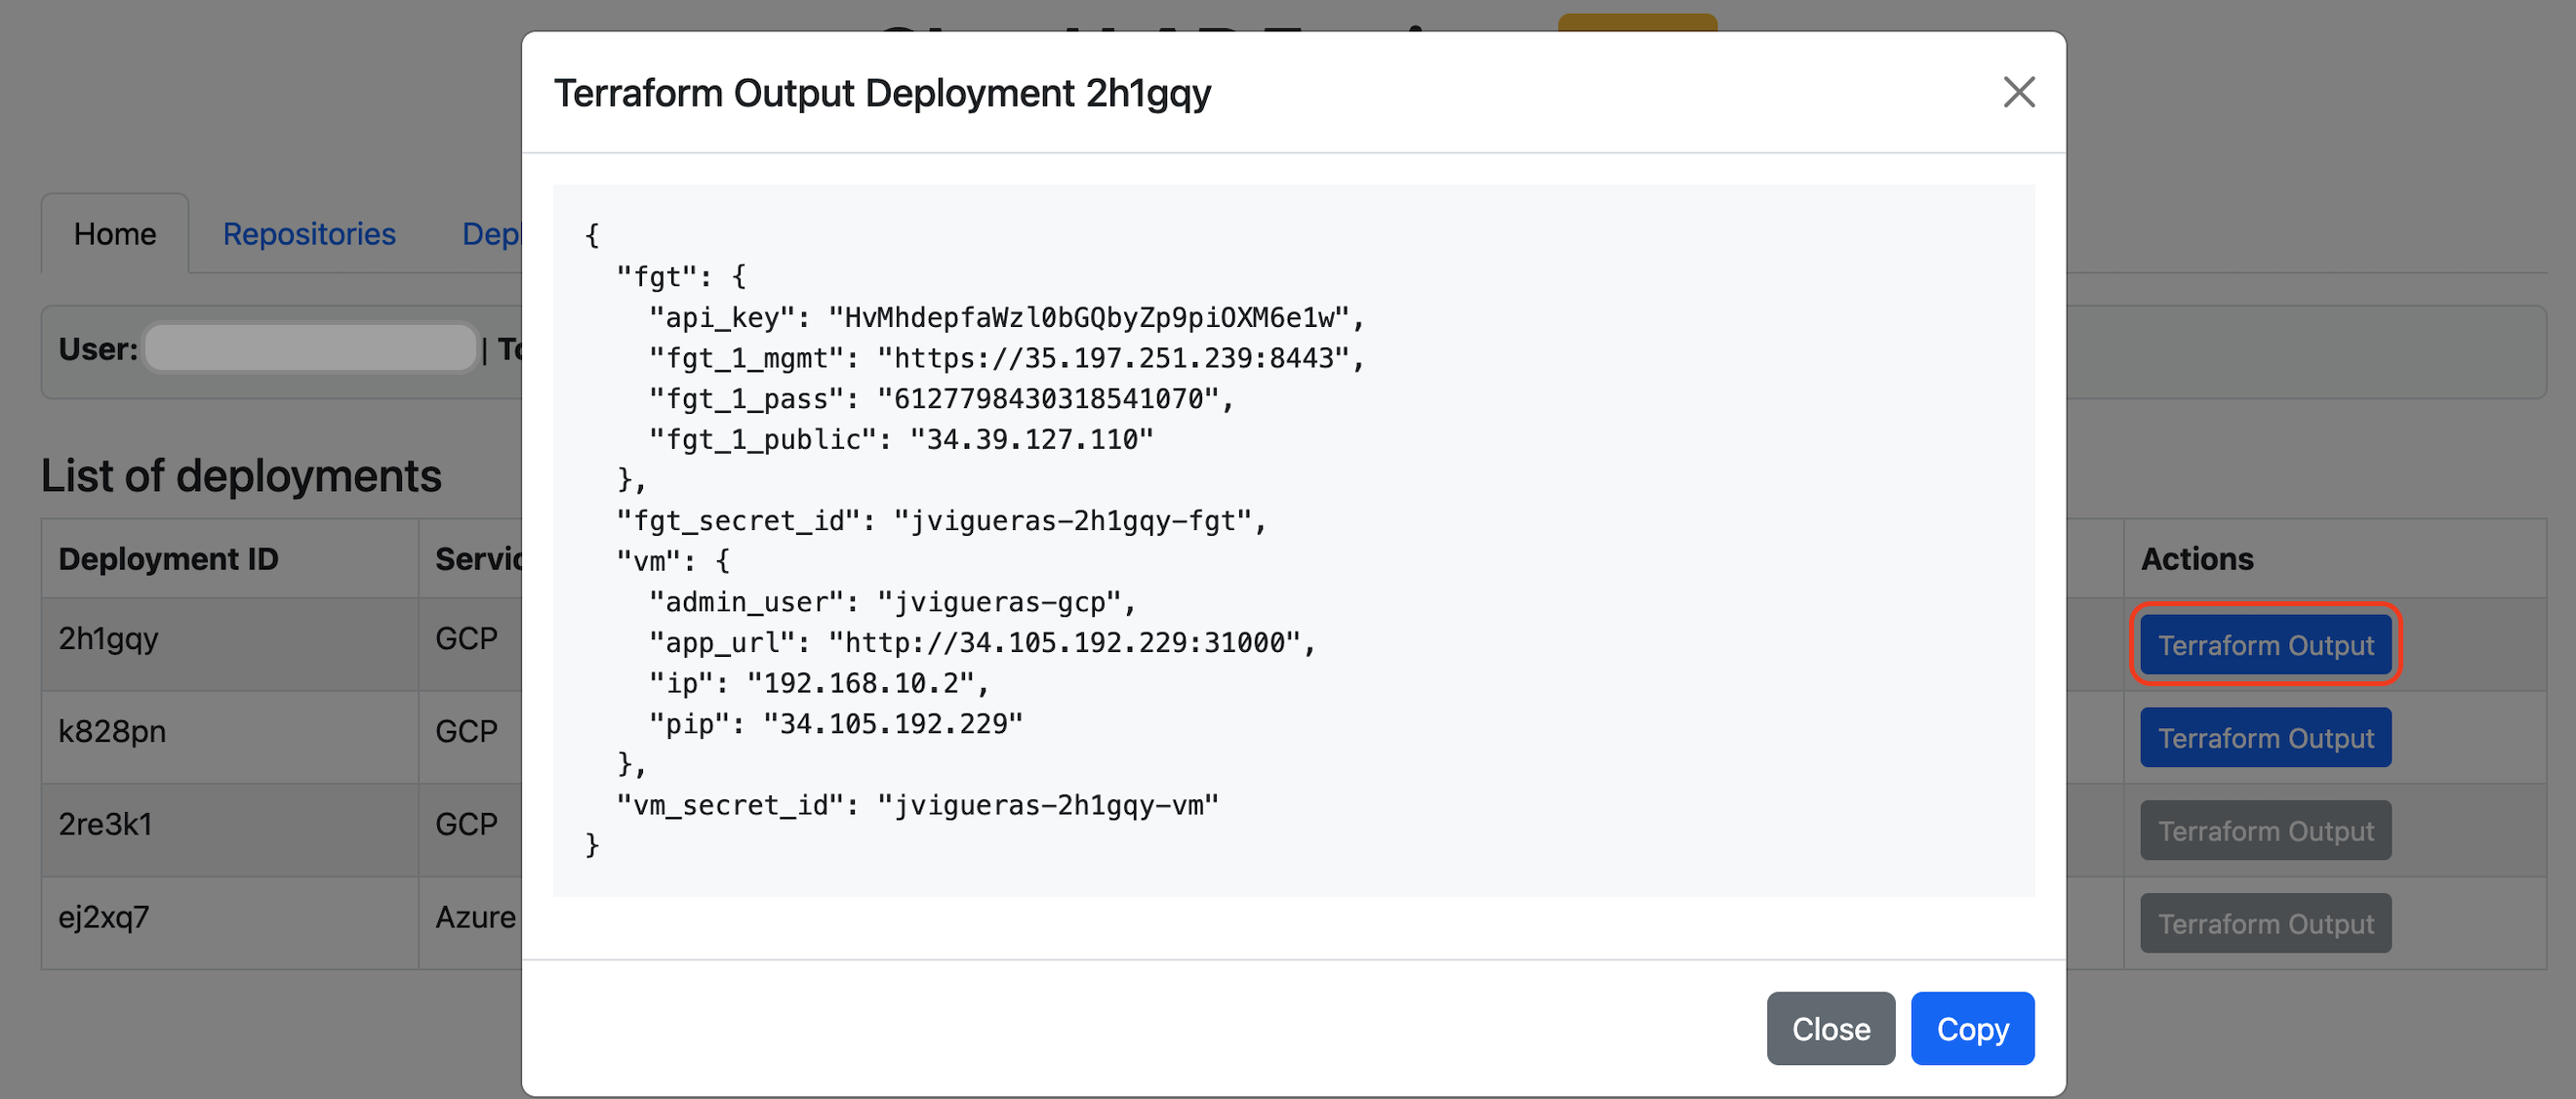 Terraform Output Deployment 2h1gqy
Home Repositories
User: |
{
"fgt": {
"api_key": "HvMhdepfaWzl0bGQbyZp9piOXM6e1w",
"fgt_1_mgmt": "https://35.197.251.239:8443",
"fgt_1_pass": "6127798430318541070",
"fgt_1_public": "34.39.127.110"
},
"fgt_secret_id": "jvigueras-2h1gqy-fgt",
"vm": {
"admin_user": "jvigueras-gcp",
"app_url": "http://34.105.192.229:31000",
"ip": "192.168.10.2",
"pip": "34.105.192.229"
},
"vm_secret_id": "jvigueras-2h1gqy-vm"
}
Close Copy
List of deployments
Deployment ID Actions
2h1gqy GCP Terraform Output
k828pn GCP Terraform Output
2re3k1 GCP Terraform Output
ej2xq7 Azure Terraform Output